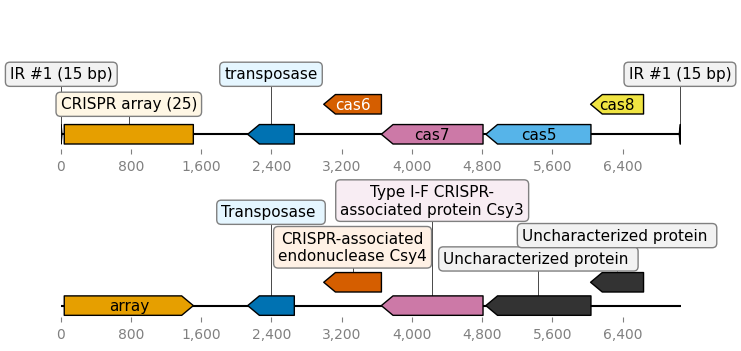 IR #1 (15 bp)
transposase
IR #1 (15 bp)
CRISPR array (25)
cas6
cas8
cas7
cas5
0
800
1,600
2,400
3,200
4,000
4,800
5,600
6,400
Type I-F CRISPR-
associated protein Csy3
Transposase
CRISPR-associated
endonuclease Csy4
Uncharacterized protein
Uncharacterized protein
array
0
800
1,600
2,400
3,200
4,000
4,800
5,600
6,400